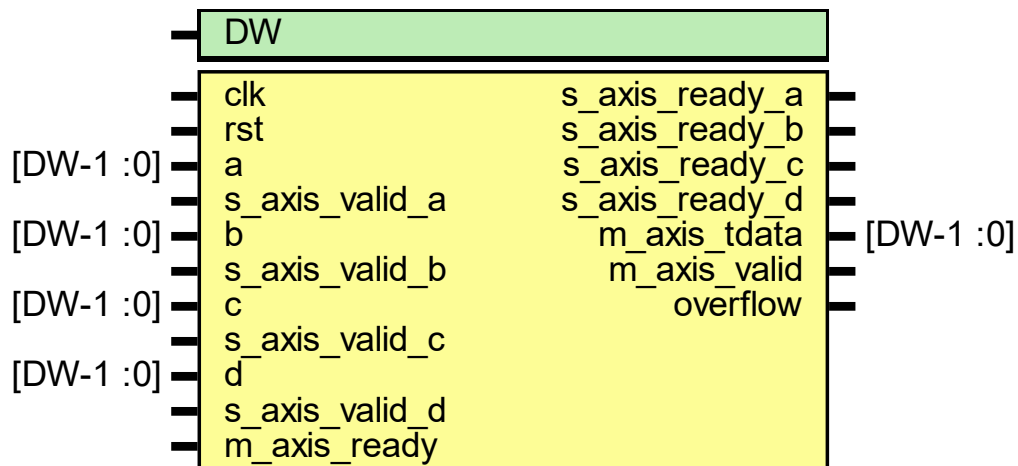 DW
clk s_axis_ready_a
rst s_axis_ready_b
[DW-1 :0] a s_axis_ready_c
s_axis_valid_a s_axis_ready_d
[DW-1 :0] b m_axis_tdata [DW-1 :0]
s_axis_valid_b m_axis_valid
[DW-1 :0] c overflow
s_axis_valid_c
[DW-1 :0] d
s_axis_valid_d
m_axis_ready